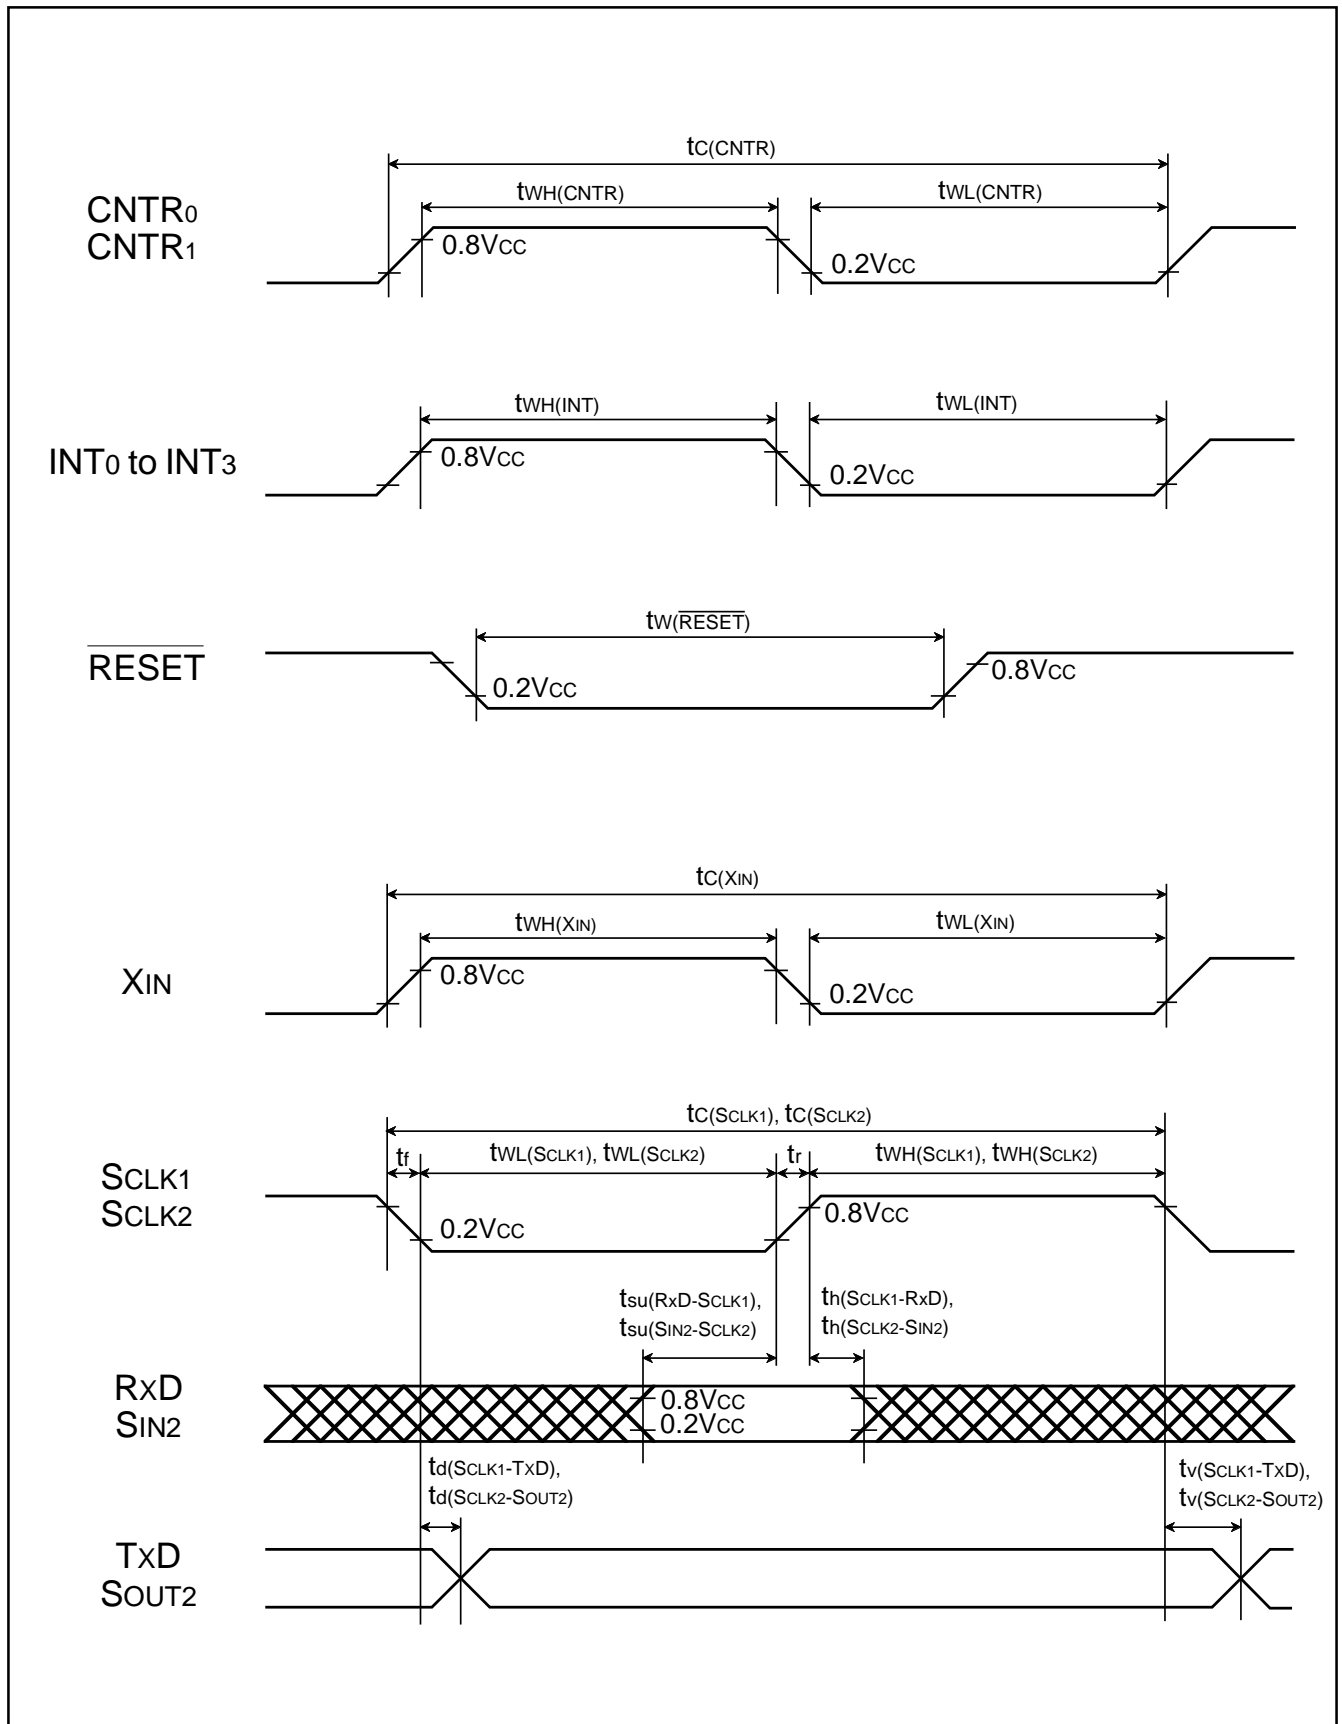 tC(CNTR)
tWH(CNTR)
tWL(CNTR)
CNTR0
CNTR1
0.8VCC
0.2VCC
tWH(INT)
tWL(INT)
INT0 to INT3
0.8VCC
0.2VCC
tW(RESET)
RESET
0.2VCC
0.8VCC
tC(XIN)
tWH(XIN)
tWL(XIN)
XIN
0.8VCC
0.2VCC
tC(SCLK1), tC(SCLK2)
tf
tWL(SCLK1), tWL(SCLK2)
tr
tWH(SCLK1), tWH(SCLK2)
SCLK1
SCLK2
0.2VCC
0.8VCC
tsu(RxD-SCLK1),
tsu(SIN2-SCLK2)
th(SCLK1-RxD),
th(SCLK2-SIN2)
RXD
SIN2
0.8VCC
0.2VCC
td(SCLK1-TXD),
td(SCLK2-SOUT2)
tv(SCLK1-TXD),
tv(SCLK2-SOUT2)
TXD
SOUT2